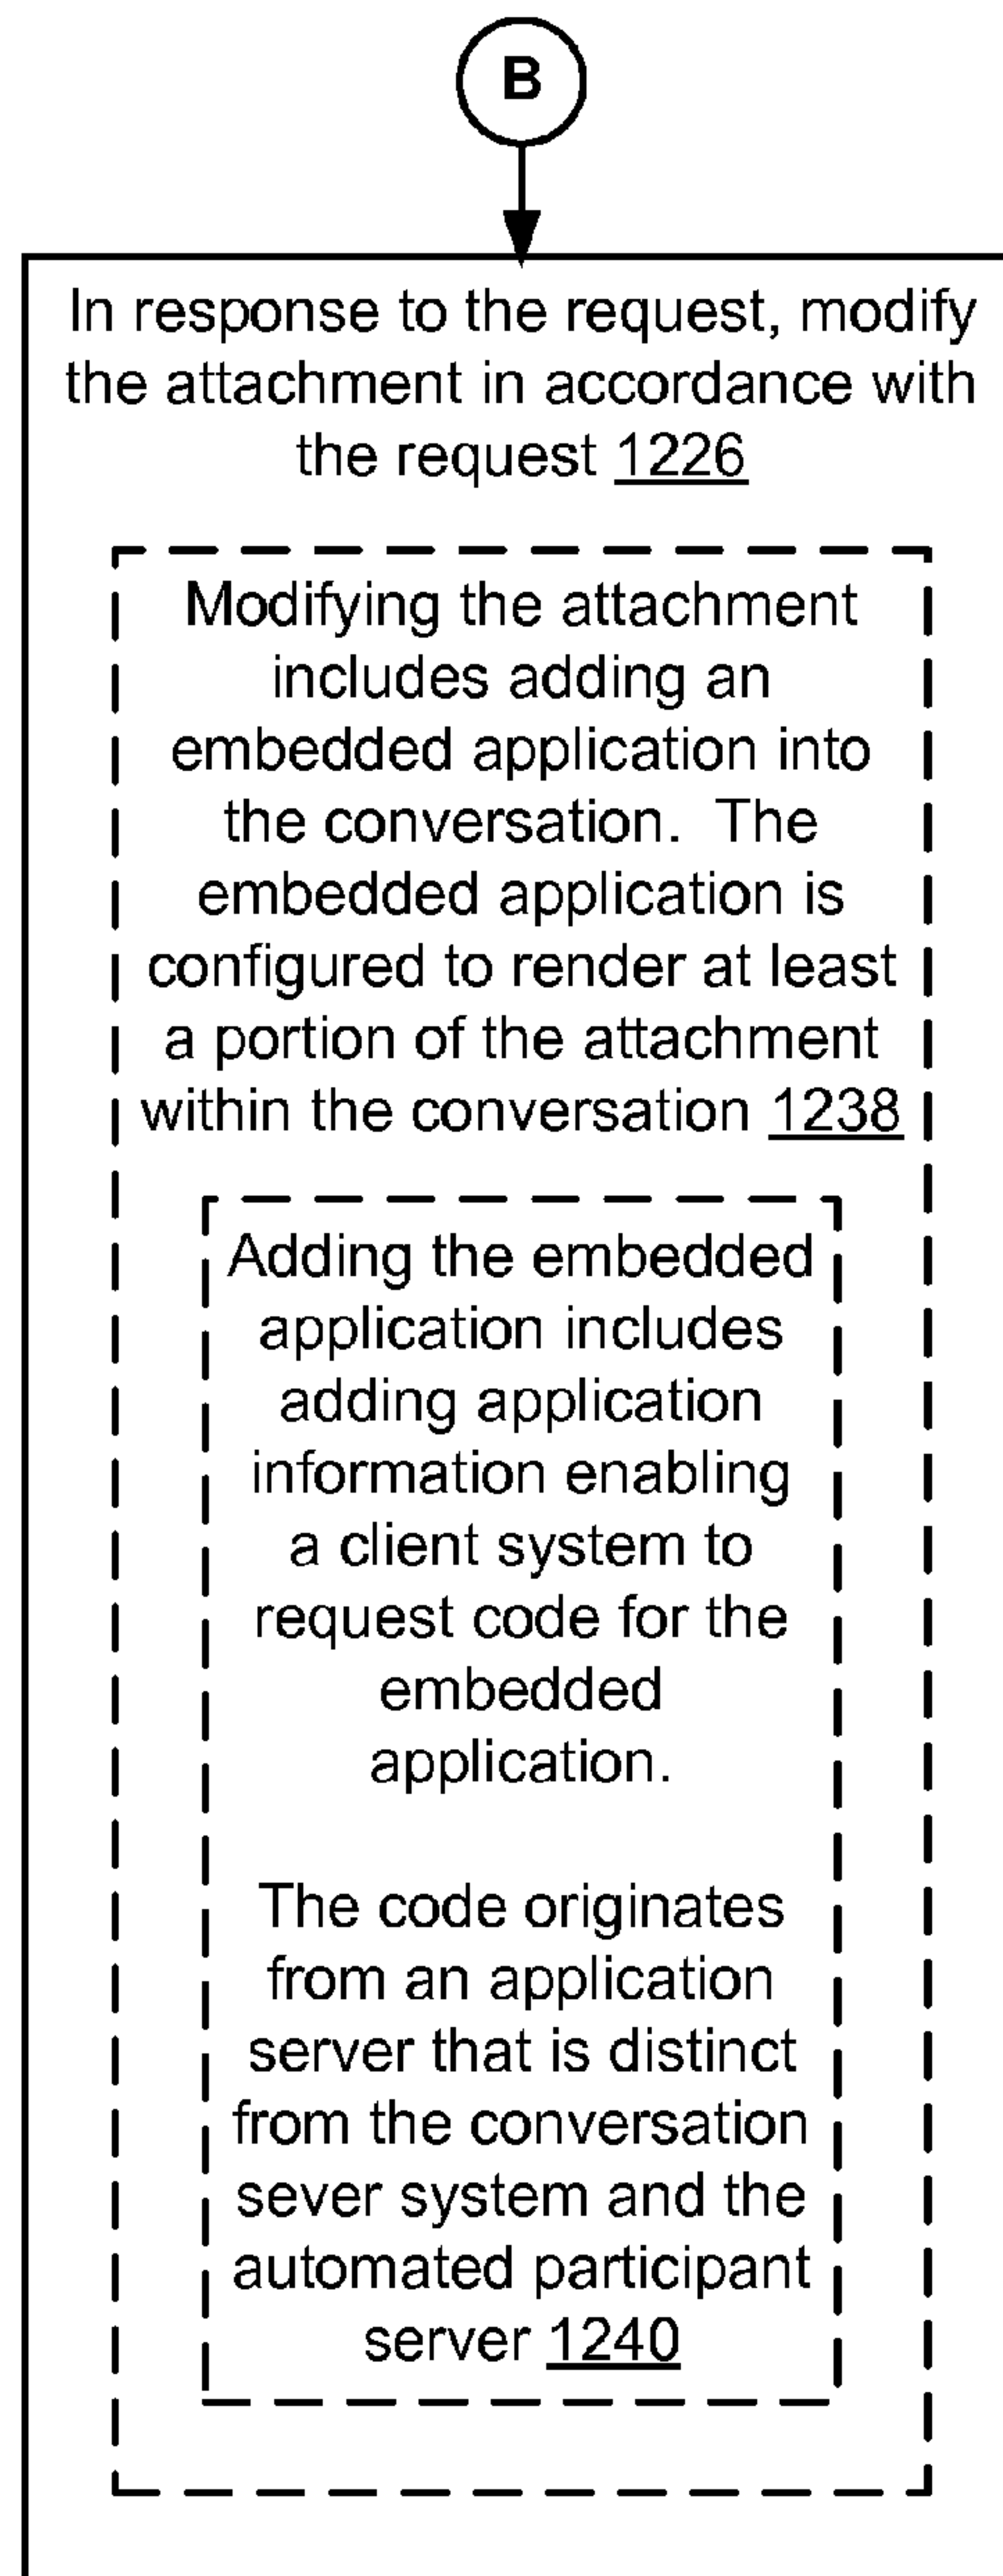 B
In response to the request, modify
the attachment in accordance with
the request 1226
Modifying the attachment
includes adding an
embedded application into
the conversation.  The
embedded application is
configured to render at least
a portion of the attachment
within the conversation 1238
Adding the embedded
application includes
adding application
information enabling
a client system to
request code for the
embedded
application.
The code originates
from an application
server that is distinct
from the conversation
sever system and the
automated participant
server 1240